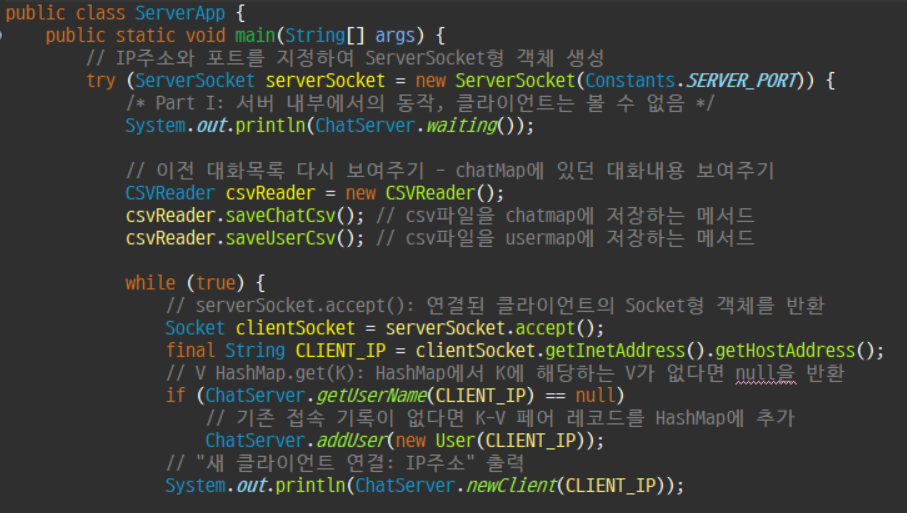 public class ServerApp {
public static void main(String[] args) {
// IP주소와 포트를 지정하여 ServerSocket형 객체 생성
try (ServerSocket serverSocket = new ServerSocket(Constants.SERVER_PORT)) {
/* Part I: 서버 내부에서의 동작, 클라이언트는 볼 수 없음 */
System.out.println(ChatServer.waiting());
// 이전 대화목록 다시 보여주기 - chatMap에 있던 대화내용 보여주기
CSVReader csvReader = new CSVReader();
csvReader.saveChatCsv(); // csv파일을 chatmap에 저장하는 메서드
csvReader.saveUserCsv(); // csv파일을 usermap에 저장하는 메서드
while (true) {
// serverSocket.accept(): 연결된 클라이언트의 Socket형 객체를 반환
Socket clientSocket = serverSocket.accept();
final String CLIENT_IP = clientSocket.getInetAddress().getHostAddress();
// V HashMap.get(K): HashMap에서 K에 해당하는 V가 없다면 null을 반환
if (ChatServer.getUserName(CLIENT_IP) == null)
// 기존 접속 기록이 없다면 K-V 페어 레코드를 HashMap에 추가
ChatServer.addUser(new User(CLIENT_IP));
// "새 클라이언트 연결: IP주소" 출력
System.out.println(ChatServer.newClient(CLIENT_IP));